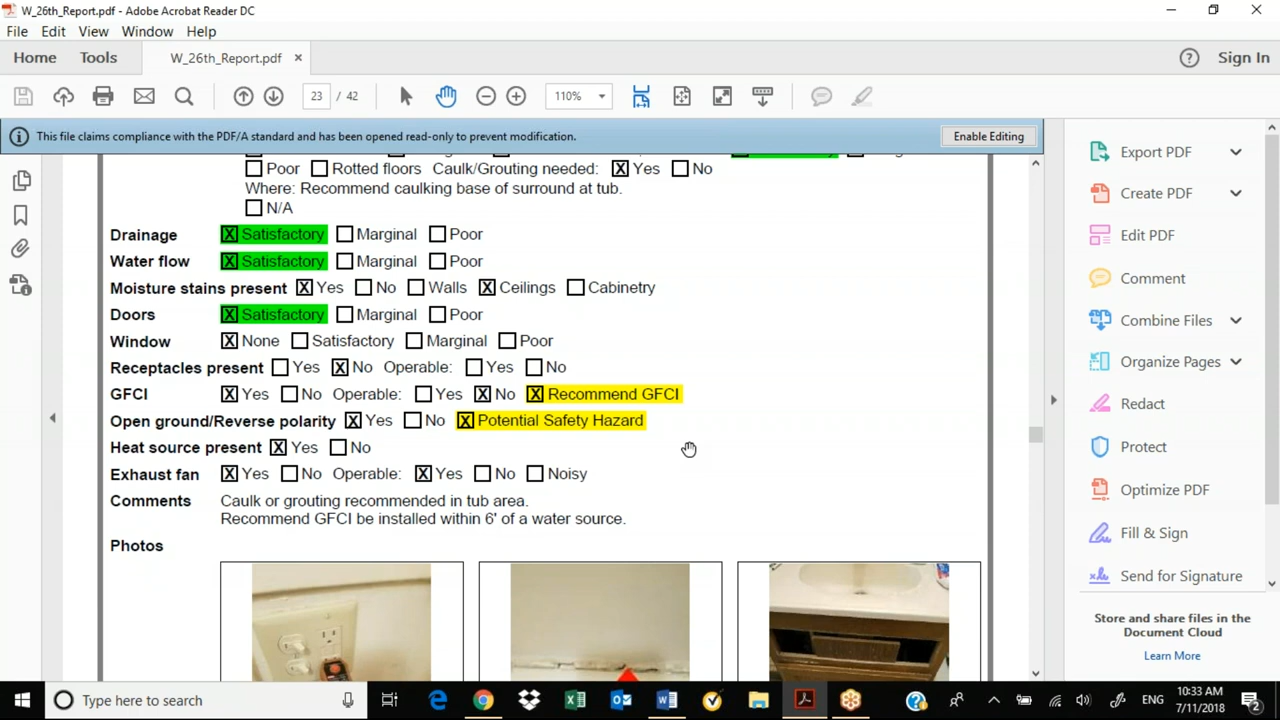 W_26th_Report.pdf - Adobe Acrobat Reader DC
File Edit View Window Help
Home Tools W_26th_Report.pdf × ? Sign In
23 / 42 110%
This file claims compliance with the PDF/A standard and has been opened read-only to prevent modification. Enable Editing
Poor Rotted floors Caulk/Grouting needed: X Yes No
Where: Recommend caulking base of surround at tub.
N/A
Drainage X Satisfactory Marginal Poor
Water flow X Satisfactory Marginal Poor
Moisture stains present X Yes No Walls X Ceilings Cabinetry
Doors X Satisfactory Marginal Poor
Window X None Satisfactory Marginal Poor
Receptacles present Yes X No Operable: Yes No
GFCI X Yes No Operable: Yes X No X Recommend GFCI
Open ground/Reverse polarity X Yes No X Potential Safety Hazard
Heat source present X Yes No
Exhaust fan X Yes No Operable: X Yes No Noisy
Comments Caulk or grouting recommended in tub area.
Recommend GFCI be installed within 6' of a water source.
Photos
Export PDF
Create PDF
Edit PDF
Comment
Combine Files
Organize Pages
Redact
Protect
Optimize PDF
Fill & Sign
Send for Signature
Store and share files in the
Document Cloud
Learn More
Type here to search
ENG 10:33 AM
7/11/2018 2